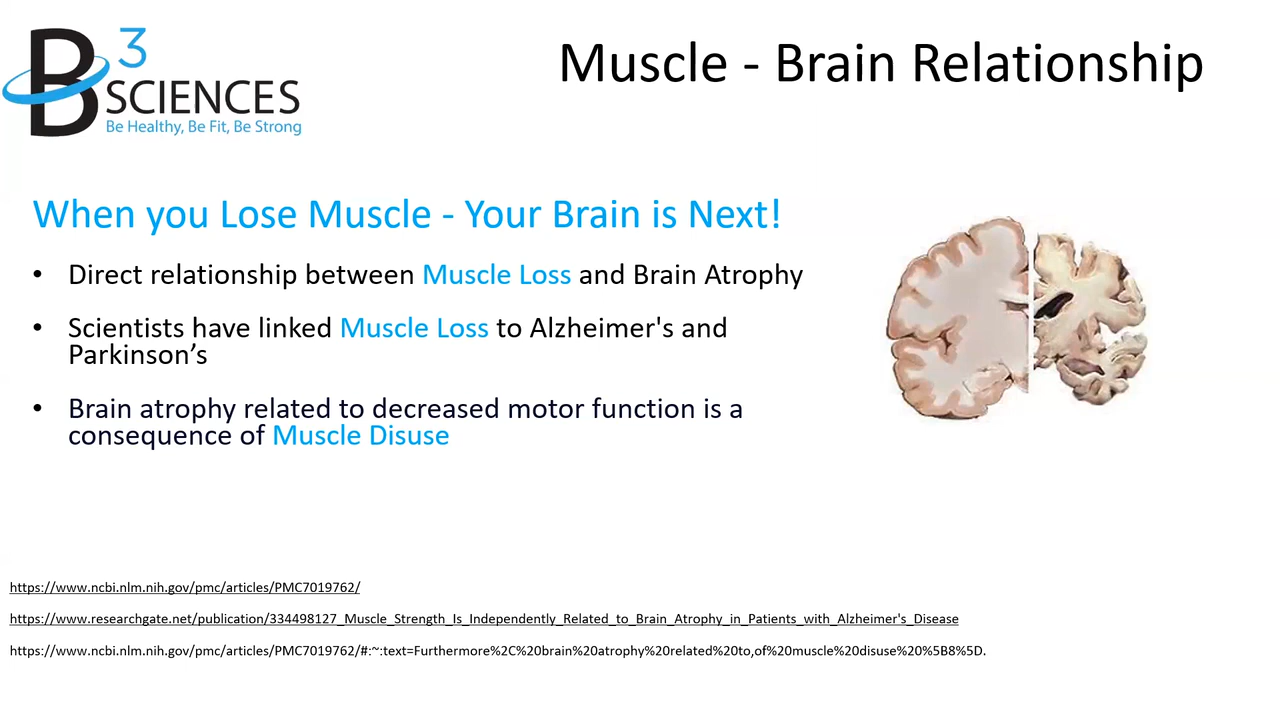 B3 SCIENCES
Be Healthy, Be Fit, Be Strong
Muscle - Brain Relationship
When you Lose Muscle - Your Brain is Next!
• Direct relationship between Muscle Loss and Brain Atrophy
• Scientists have linked Muscle Loss to Alzheimer's and
Parkinson’s
• Brain atrophy related to decreased motor function is a
consequence of Muscle Disuse
https://www.ncbi.nlm.nih.gov/pmc/articles/PMC7019762/
https://www.researchgate.net/publication/334498127_Muscle_Strength_Is_Independently_Related_to_Brain_Atrophy_in_Patients_with_Alzheimer's_Disease
https://www.ncbi.nlm.nih.gov/pmc/articles/PMC7019762/#:~:text=Furthermore%2C%20brain%20atrophy%20related%20to,of%20muscle%20disuse%20%5B8%5D.